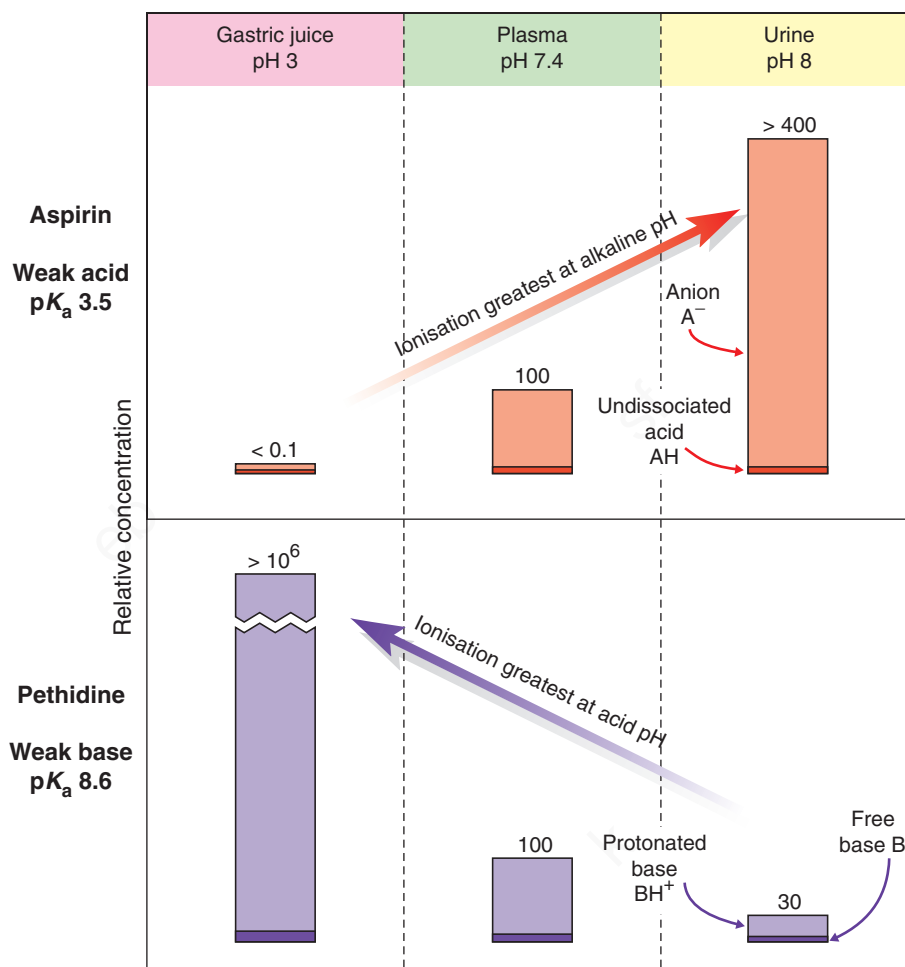 Gastric juice
pH 3
Plasma
pH 7.4
Urine
pH 8
Aspirin
Weak acid
pKa 3.5
Relative concentration
< 0.1
100
> 400
Ionisation greatest at alkaline pH
Anion
A⁻
Undissociated
acid
AH
Pethidine
Weak base
pKa 8.6
> 10⁶
100
30
Ionisation greatest at acid pH
Protonated
base
BH⁺
Free
base B